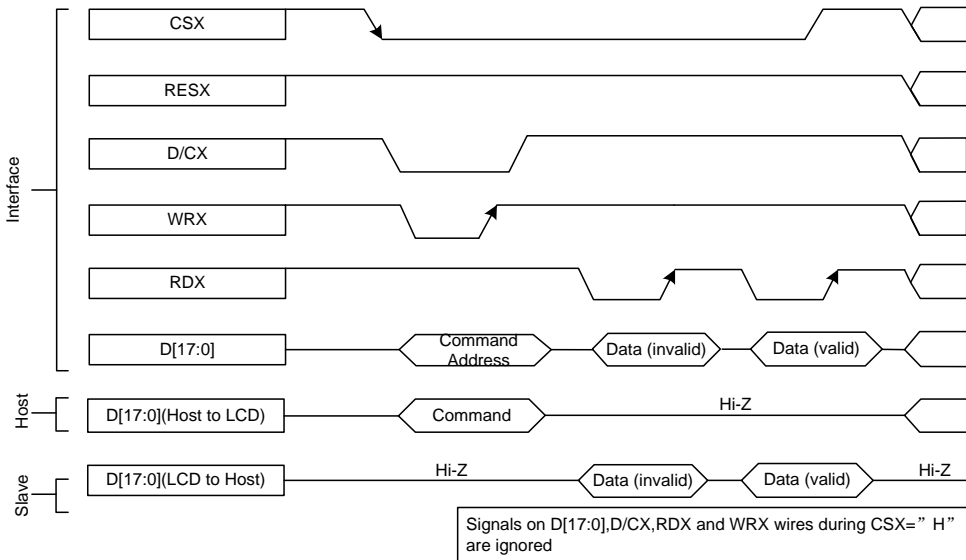 CSX
RESX
D/CX
WRX
RDX
D[17:0]
Interface
Command
Address
Data (invalid)
Data (valid)
Host
D[17:0](Host to LCD)
Command
Hi-Z
Slave
D[17:0](LCD to Host)
Hi-Z
Data (invalid)
Data (valid)
Hi-Z
Signals on D[17:0],D/CX,RDX and WRX wires during CSX=” H”
are ignored